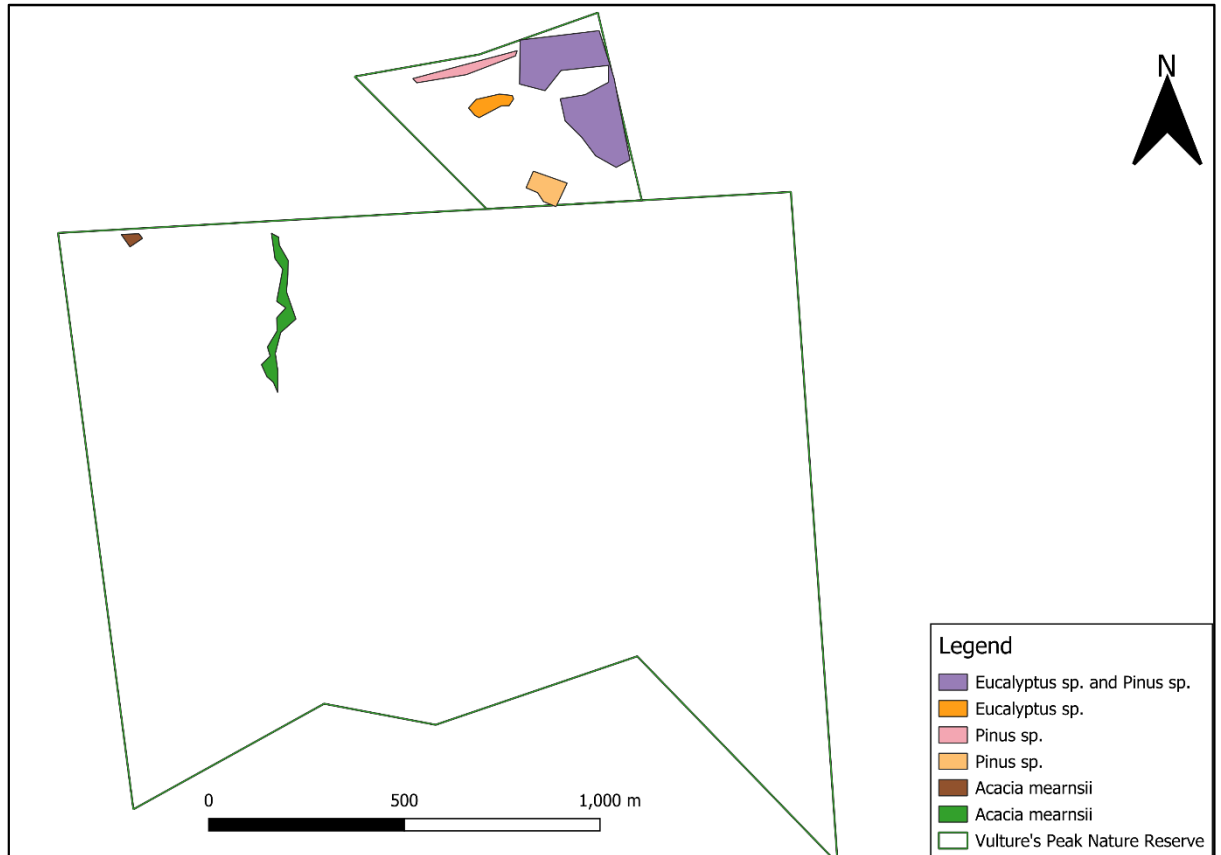 N
Legend
Eucalyptus sp. and Pinus sp.
Eucalyptus sp.
Pinus sp.
Pinus sp.
Acacia mearnsii
Acacia mearnsii
Vulture's Peak Nature Reserve
0 500 1,000 m